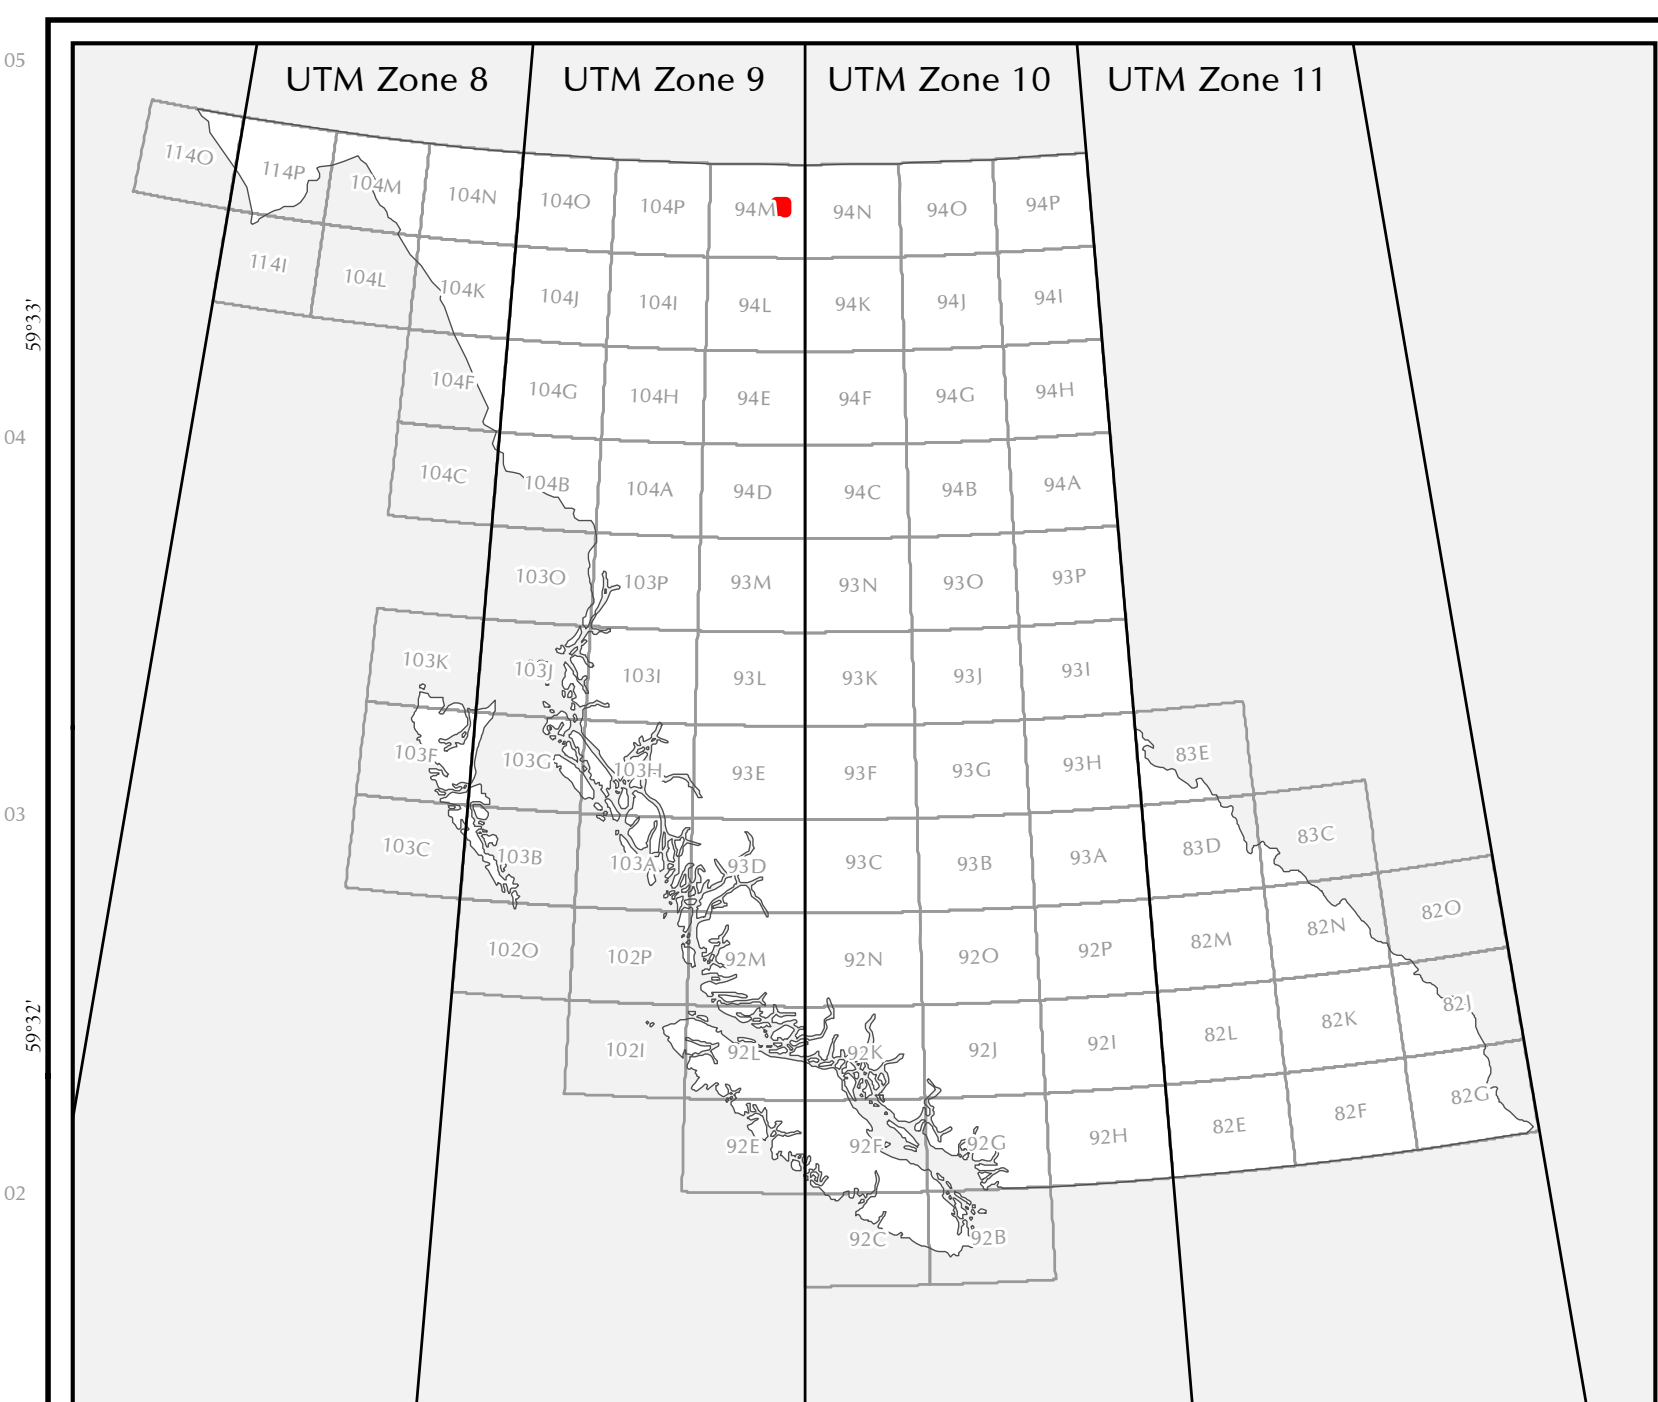 05
UTM Zone 8 UTM Zone 9 UTM Zone 10 UTM Zone 11
114O 114P 104M 104N 104O 104P 94M 94N 94O 94P
114I 104L 104K 104J 104I 94L 94K 94J 94I
59°33'
104F 104G 104H 94E 94F 94G 94H
04
104C 104B 104A 94D 94C 94B 94A
103O 103P 93M 93N 93O 93P
103K 103J 103I 93L 93K 93J 93I
103F 103G 103H 93E 93F 93G 93H 83E
03
103C 103B 103A 93D 93C 93B 93A 83D 83C
102O 102P 92M 92N 92O 92P 82M 82N 82O
59°32'
102I 92L 92K 92J 92I 82L 82K 82J
92E 92F 92G 92H 82E 82F 82G
02
92C 92B